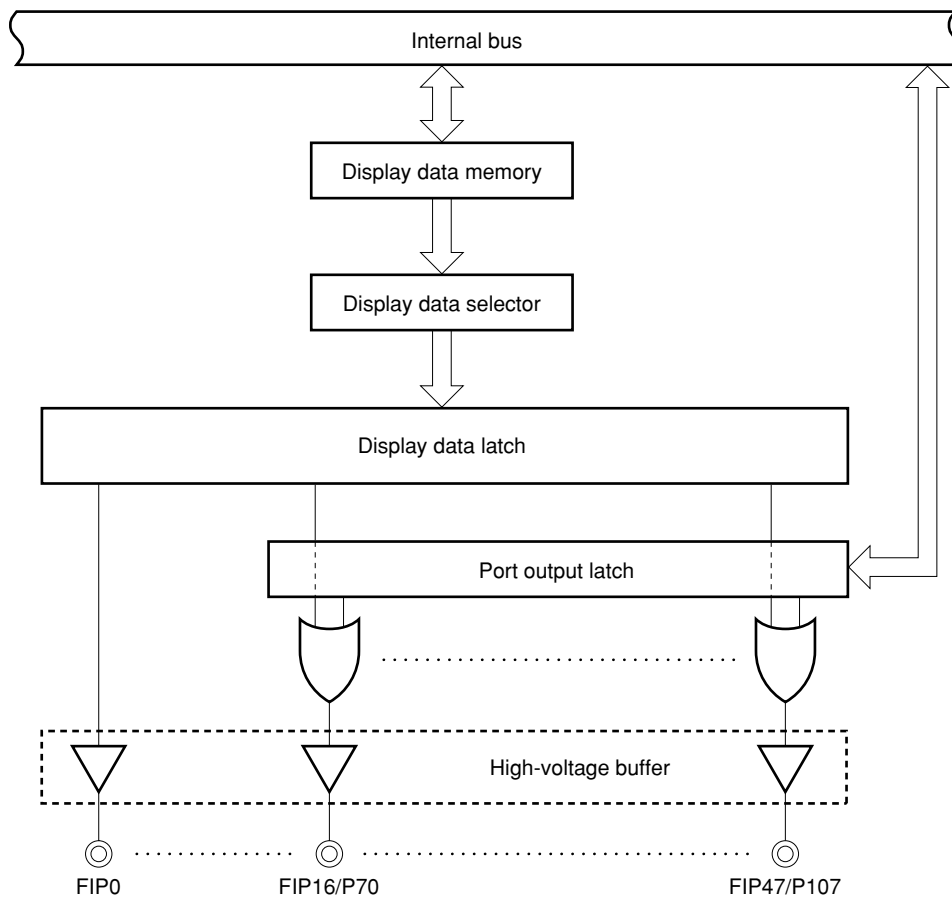 Internal bus
Display data memory
Display data selector
Display data latch
Port output latch
High-voltage buffer
FIP0
FIP16/P70
FIP47/P107